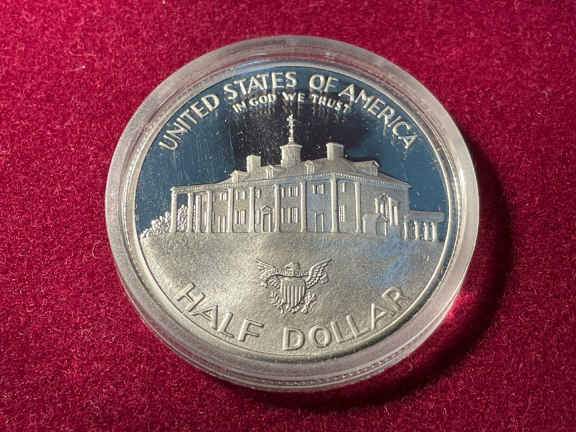 UNITED STATES OF AMERICA
IN GOD WE TRUST
HALF DOLLAR